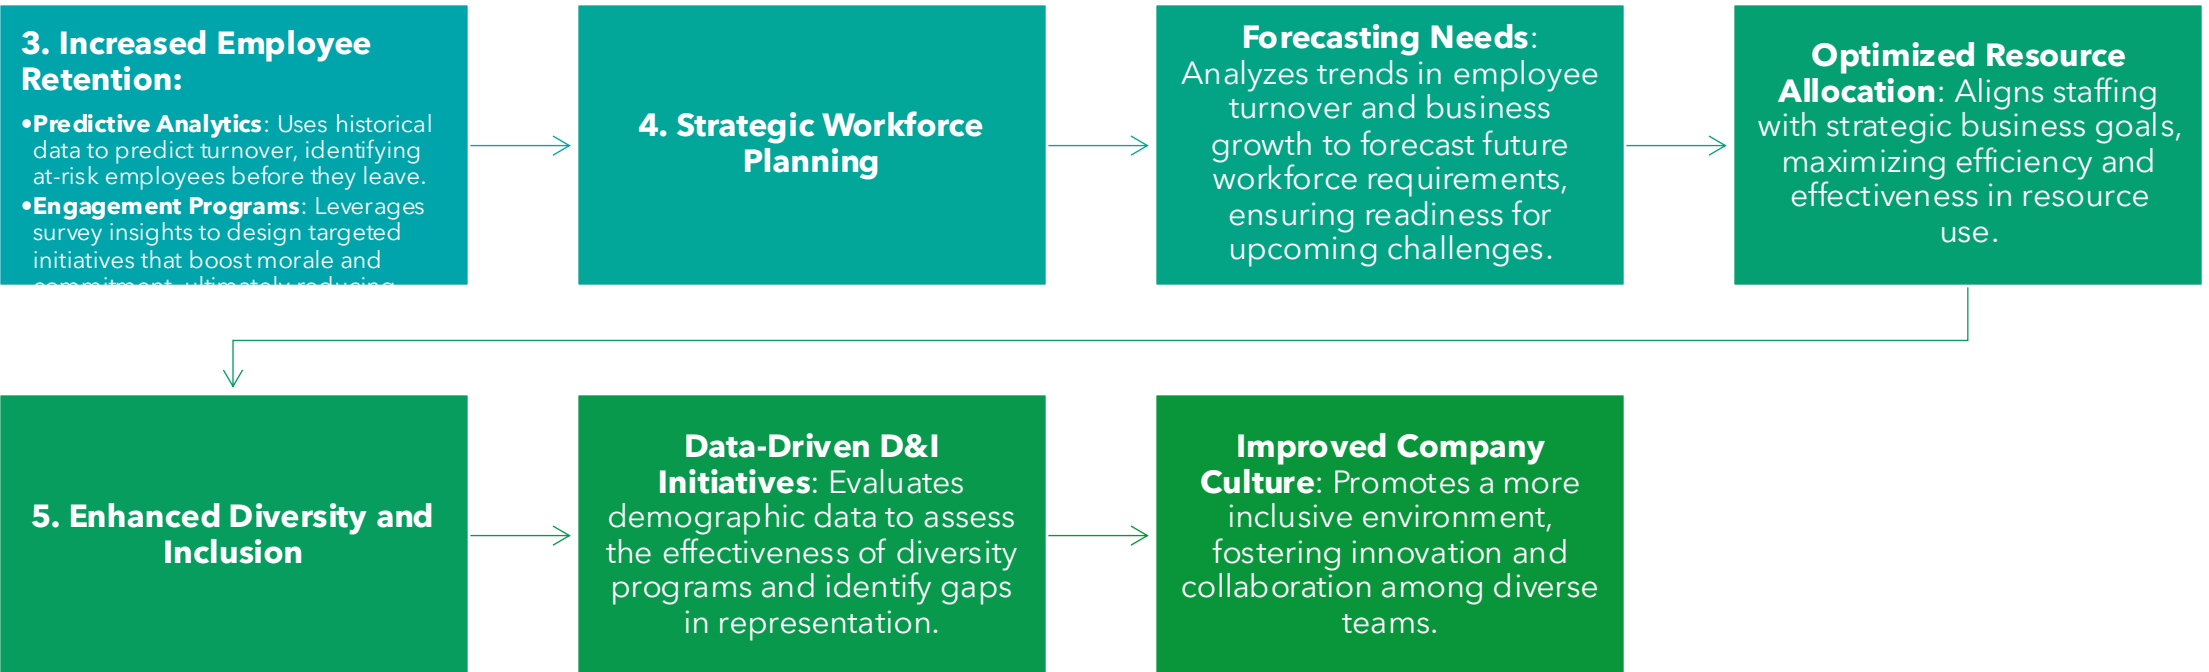 3. Increased Employee
Retention:
•Predictive Analytics: Uses historical
data to predict turnover, identifying
at-risk employees before they leave.
•Engagement Programs: Leverages
survey insights to design targeted
initiatives that boost morale and
commitment, ultimately reducing
4. Strategic Workforce
Planning
Forecasting Needs:
Analyzes trends in employee
turnover and business
growth to forecast future
workforce requirements,
ensuring readiness for
upcoming challenges.
Optimized Resource
Allocation: Aligns staffing
with strategic business goals,
maximizing efficiency and
effectiveness in resource
use.
5. Enhanced Diversity and
Inclusion
Data-Driven D&I
Initiatives: Evaluates
demographic data to assess
the effectiveness of diversity
programs and identify gaps
in representation.
Improved Company
Culture: Promotes a more
inclusive environment,
fostering innovation and
collaboration among diverse
teams.